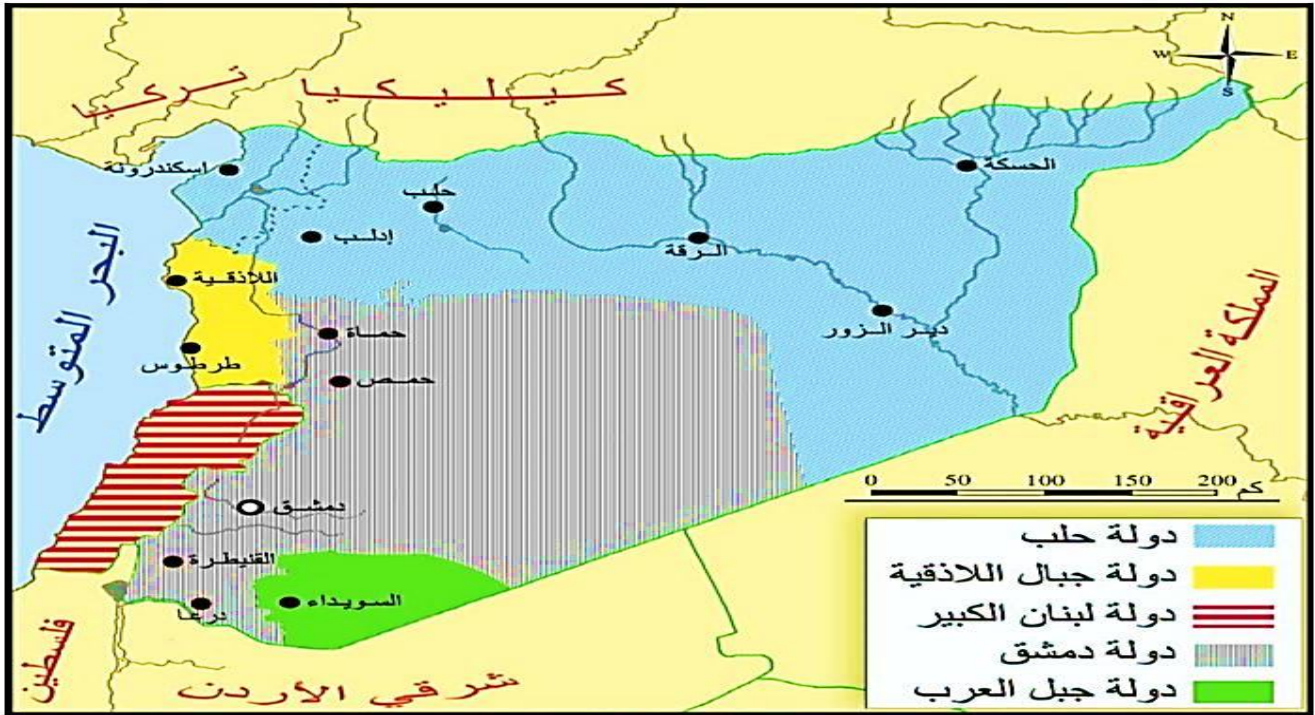 N
W
E
S
تركيا
كيليكيا
اسكندرونة
حلب
إدلب
الحسكة
الرقة
دير الزور
اللاذقية
طرطوس
حماة
حمص
البحر المتوسط
المملكة العراقية
دمشق
القنيطرة
درعا
السويداء
فلسطين
شرقي الأردن
0 50 100 150 200 كم
دولة حلب
دولة جبال اللاذقية
دولة لبنان الكبير
دولة دمشق
دولة جبل العرب